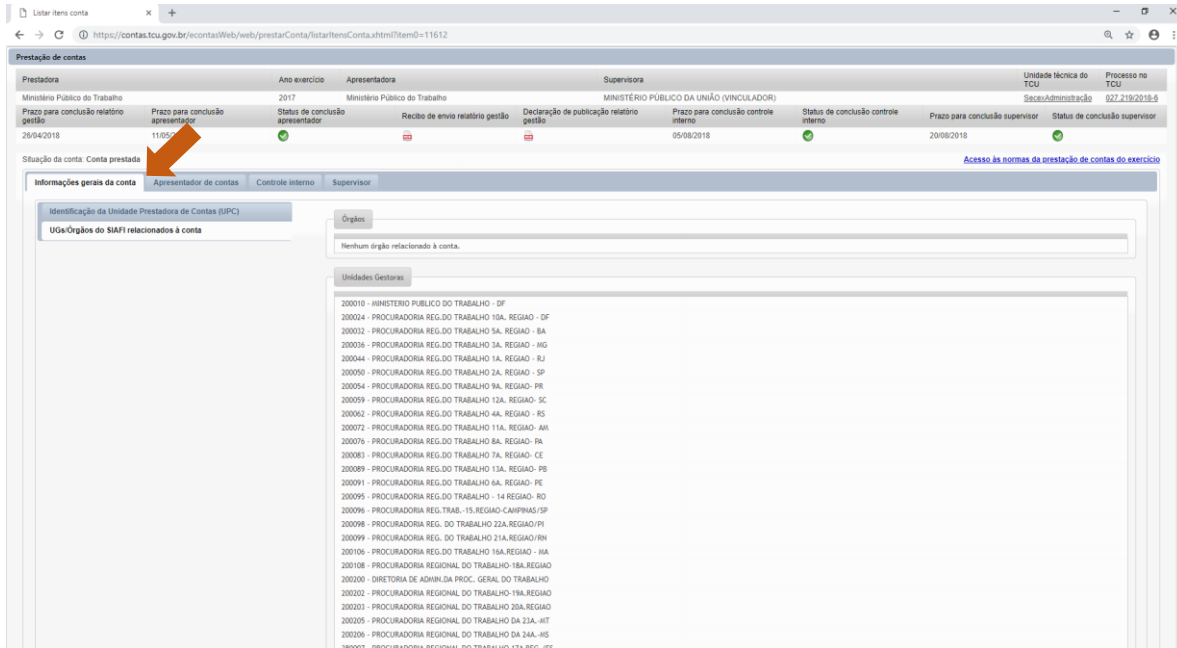 Listar itens conta
https://contas.tcu.gov.br/econtasWeb/web/prestarConta/listarItensConta.xhtml?item0=11612
Prestação de contas
Prestadora Ano exercício Apresentadora Supervisora Unidade técnica do TCU Processo no TCU
Ministério Público do Trabalho 2017 Ministério Público do Trabalho MINISTÉRIO PÚBLICO DA UNIÃO (VINCULADOR) SecexAdministração 027.219/2018-6
Prazo para conclusão relatório gestão Prazo para conclusão apresentador Status de conclusão apresentador Recibo de envio relatório gestão Declaração de publicação relatório gestão Prazo para conclusão controle interno Status de conclusão controle interno Prazo para conclusão supervisor Status de conclusão supervisor
26/04/2018 05/08/2018 20/08/2018
Situação da conta: Conta prestada Acesso às normas da prestação de contas do exercício
Informações gerais da conta Apresentador de contas Controle interno Supervisor
Identificação da Unidade Prestadora de Contas (UPC)
UGs/Órgãos do SIAFI relacionados à conta
Órgãos
Nenhum órgão relacionado à conta.
Unidades Gestoras
200010 - MINISTERIO PUBLICO DO TRABALHO - DF
200024 - PROCURADORIA REG.DO TRABALHO 10A. REGIAO - DF
200032 - PROCURADORIA REG.DO TRABALHO 5A. REGIAO - BA
200036 - PROCURADORIA REG.DO TRABALHO 3A. REGIAO - MG
200044 - PROCURADORIA REG.DO TRABALHO 1A. REGIAO - RJ
200050 - PROCURADORIA REG.DO TRABALHO 2A. REGIAO - SP
200054 - PROCURADORIA REG.DO TRABALHO 9A. REGIAO- PR
200059 - PROCURADORIA REG.DO TRABALHO 12A. REGIAO- SC
200062 - PROCURADORIA REG.DO TRABALHO 4A. REGIAO - RS
200072 - PROCURADORIA REG.DO TRABALHO 11A. REGIAO- AM
200076 - PROCURADORIA REG.DO TRABALHO 8A. REGIAO- PA
200083 - PROCURADORIA REG.DO TRABALHO 7A. REGIAO- CE
200089 - PROCURADORIA REG.DO TRABALHO 13A. REGIAO- PB
200091 - PROCURADORIA REG.DO TRABALHO 6A. REGIAO- PE
200095 - PROCURADORIA REG.DO TRABALHO - 14 REGIAO- RO
200096 - PROCURADORIA REG.TRAB.-15.REGIAO-CAMPINAS/SP
200098 - PROCURADORIA REG. DO TRABALHO 22A.REGIAO/PI
200099 - PROCURADORIA REG. DO TRABALHO 21A.REGIAO/RN
200106 - PROCURADORIA REG.DO TRABALHO 16A.REGIAO - MA
200108 - PROCURADORIA REGIONAL DO TRABALHO-18A.REGIAO
200200 - DIRETORIA DE ADMIN.DA PROC. GERAL DO TRABALHO
200202 - PROCURADORIA REGIONAL DO TRABALHO-19A.REGIAO
200203 - PROCURADORIA REGIONAL DO TRABALHO 20A.REGIAO
200205 - PROCURADORIA REGIONAL DO TRABALHO DA 23A.-MT
200206 - PROCURADORIA REGIONAL DO TRABALHO DA 24A.-MS